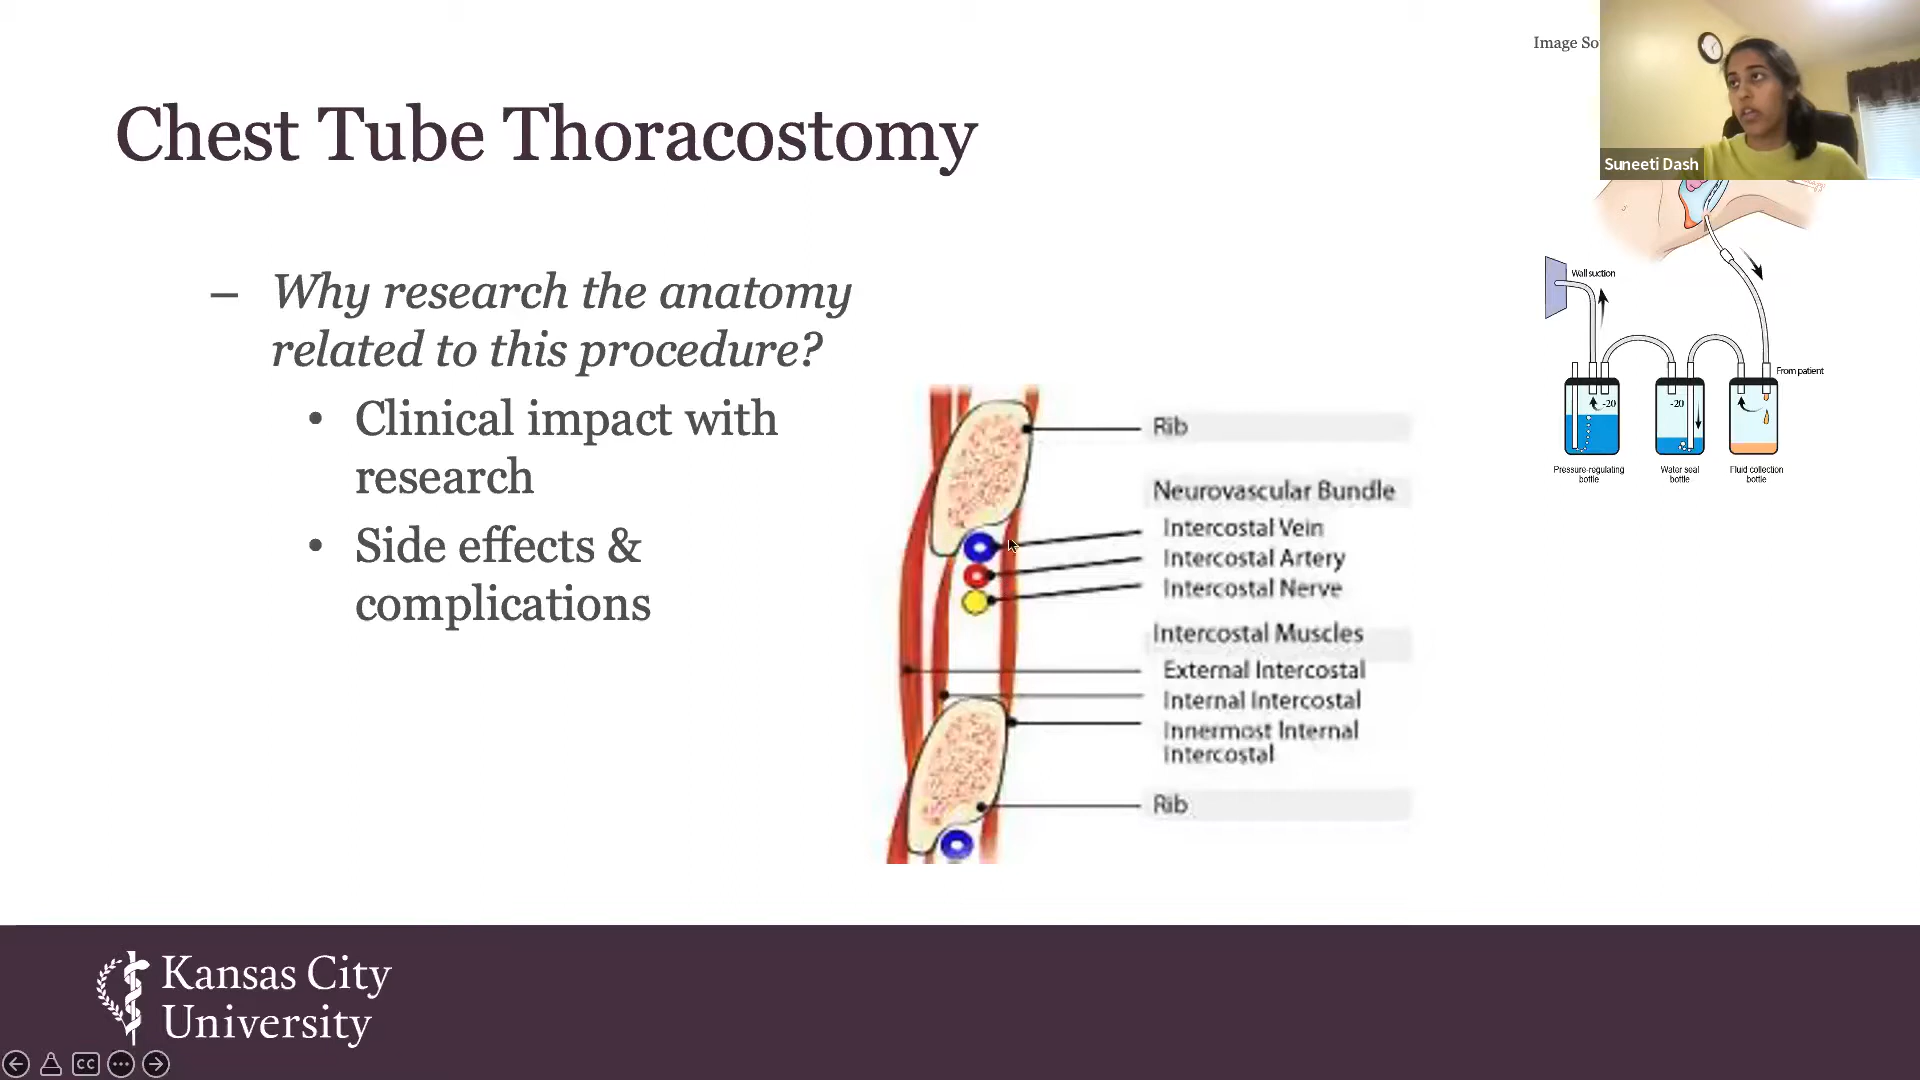 Image So
Chest Tube Thoracostomy
Suneeti Dash
– Why research the anatomy
related to this procedure?
• Clinical impact with
research
• Side effects &
complications
Rib
Neurovascular Bundle
Intercostal Vein
Intercostal Artery
Intercostal Nerve
Intercostal Muscles
External Intercostal
Internal Intercostal
Innermost Internal
Intercostal
Rib
Wall suction
From patient
-20
-20
Pressure-regulating
bottle
Water seal
bottle
Fluid collection
bottle
Kansas City
University
CC